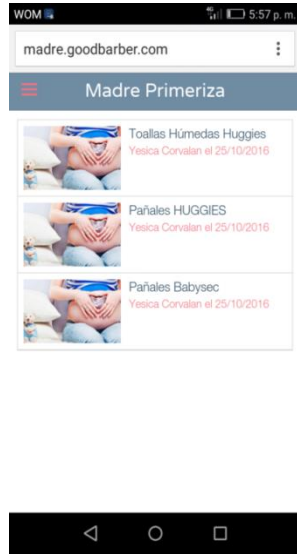 WOM
4G 5:57 p. m.
madre.goodbarber.com
Madre Primeriza
Toallas Húmedas Huggies
Yesica Corvalan el 25/10/2016
Pañales HUGGIES
Yesica Corvalan el 25/10/2016
Pañales Babysec
Yesica Corvalan el 25/10/2016